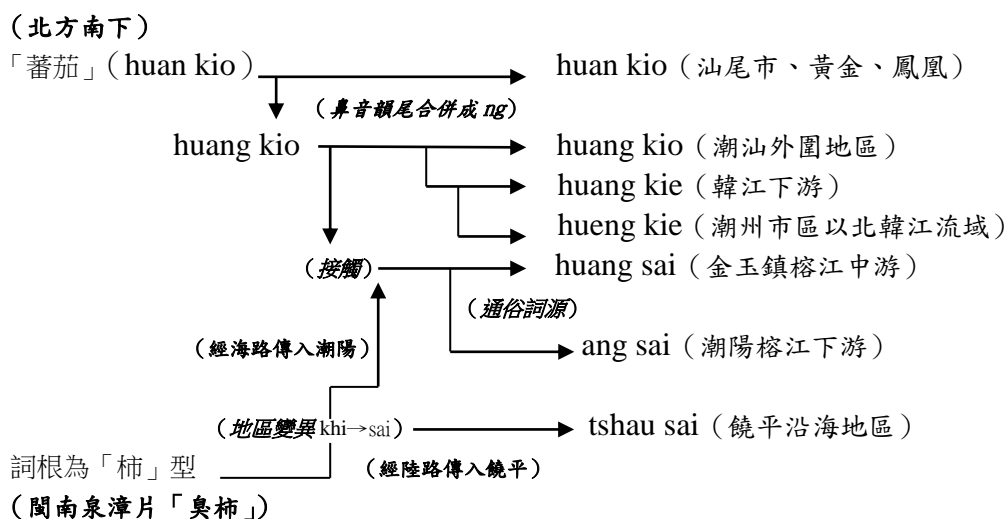 （北方南下）
「蕃茄」（huan kio） huan kio（汕尾市、黃金、鳳凰）
（鼻音韻尾合併成 ng）
huang kio huang kio（潮汕外圍地區）
huang kie（韓江下游）
hueng kie（潮州市區以北韓江流域）
（接觸） huang sai（金玉鎮榕江中游）
（通俗詞源）
（經海路傳入潮陽） ang sai（潮陽榕江下游）
（地區變異 khi→sai） tshau sai（饒平沿海地區）
詞根為「柿」型 （經陸路傳入饒平）
（閩南泉漳片「臭柿」）